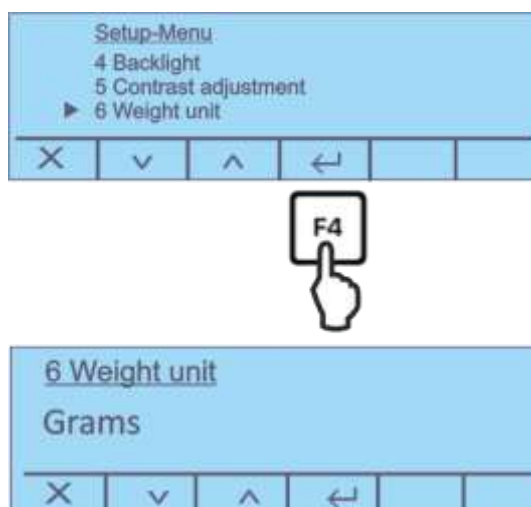 Setup-Menu
4 Backlight
5 Contrast adjustment
6 Weight unit
F4
6 Weight unit
Grams